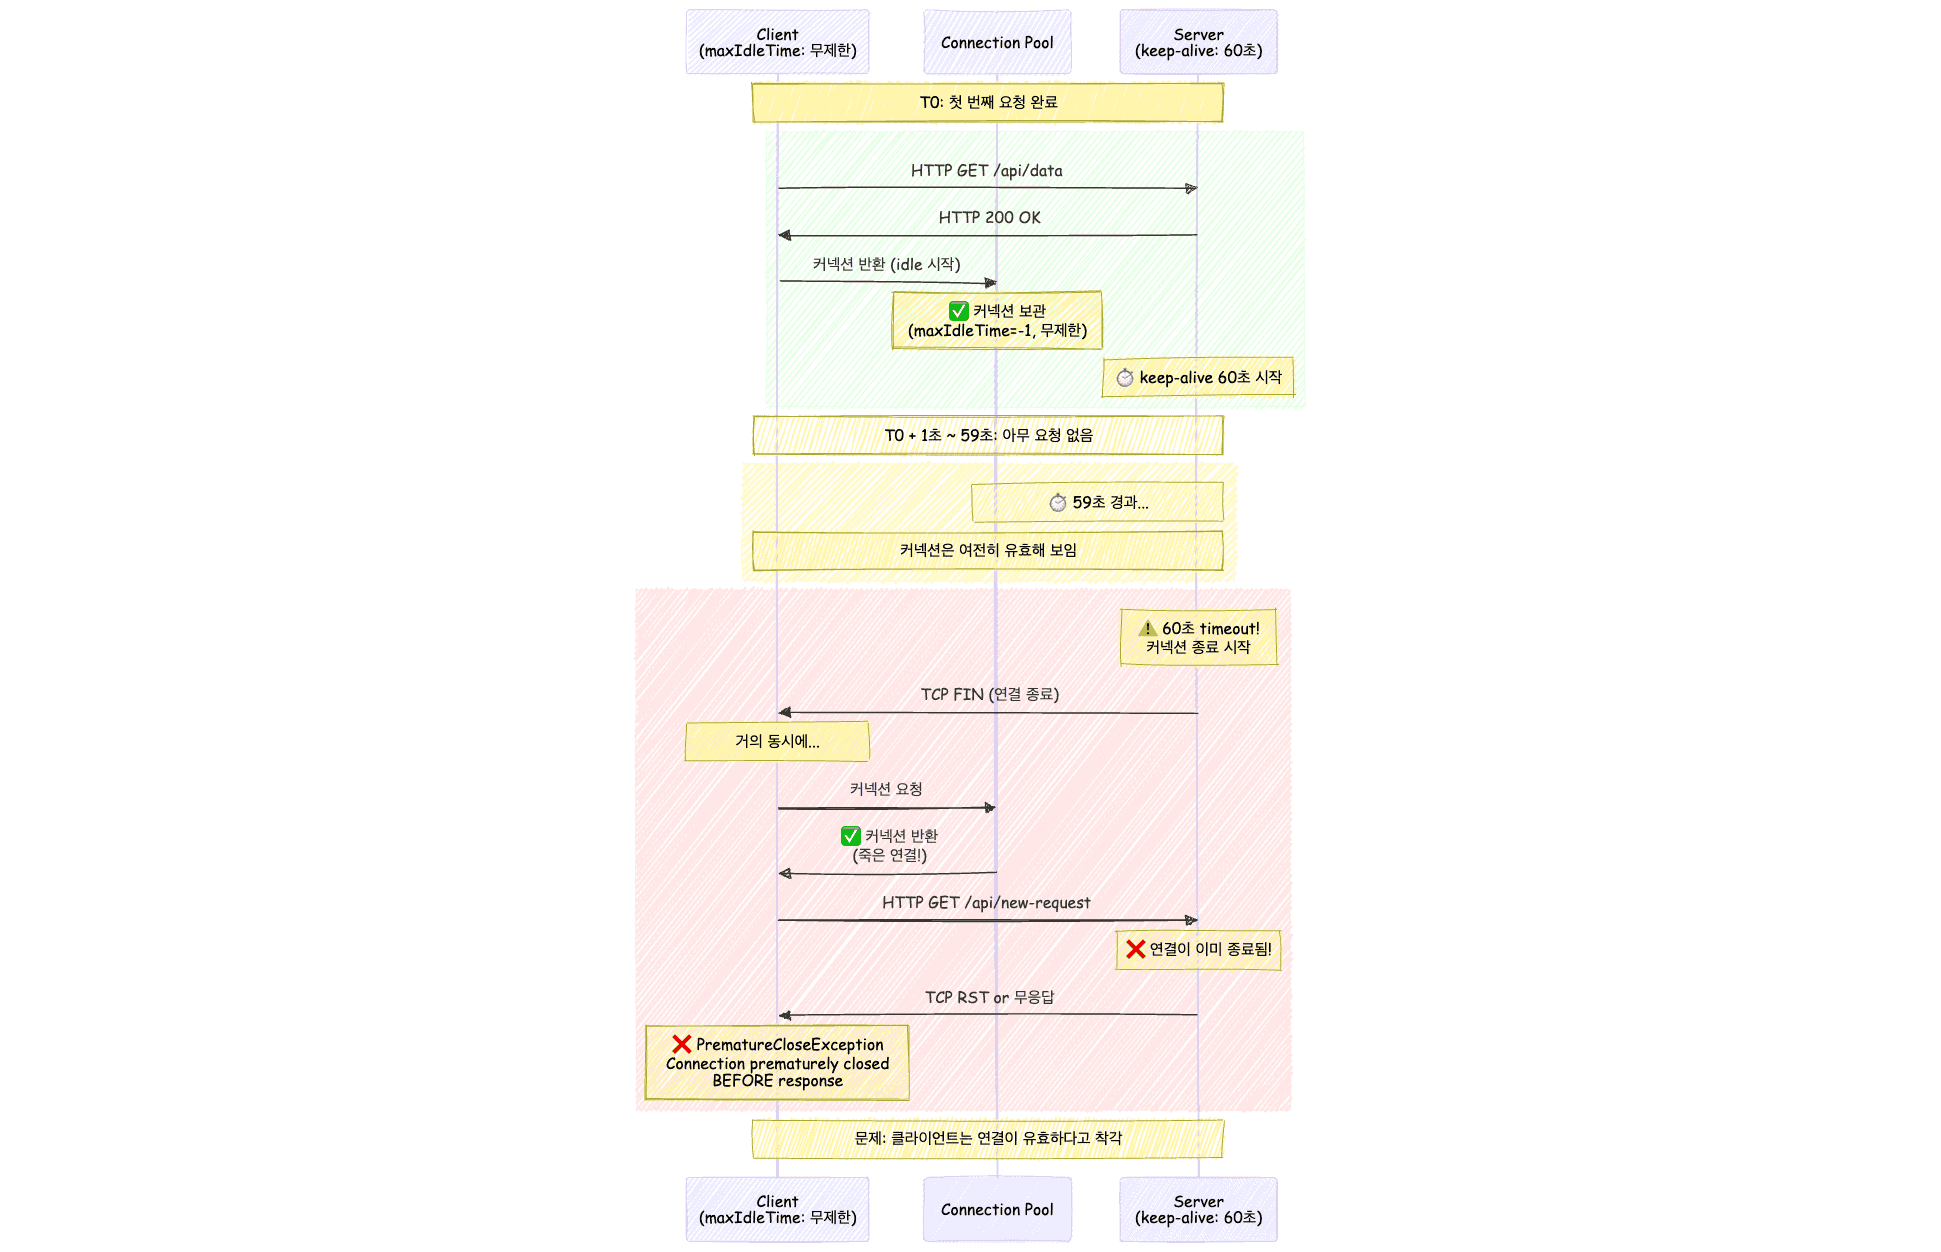 Client
(maxIdleTime: 무제한)
Connection Pool
Server
(keep-alive: 60초)
T0: 첫 번째 요청 완료
HTTP GET /api/data
HTTP 200 OK
커넥션 반환 (idle 시작)
✅ 커넥션 보관
(maxIdleTime=-1, 무제한)
⏱ keep-alive 60초 시작
T0 + 1초 ~ 59초: 아무 요청 없음
⏱ 59초 경과...
커넥션은 여전히 유효해 보임
⚠ 60초 timeout!
커넥션 종료 시작
TCP FIN (연결 종료)
거의 동시에...
커넥션 요청
✅ 커넥션 반환
(죽은 연결!)
HTTP GET /api/new-request
❌ 연결이 이미 종료됨!
TCP RST or 무응답
❌ PrematureCloseException
Connection prematurely closed
BEFORE response
문제: 클라이언트는 연결이 유효하다고 착각
Client
(maxIdleTime: 무제한)
Connection Pool
Server
(keep-alive: 60초)